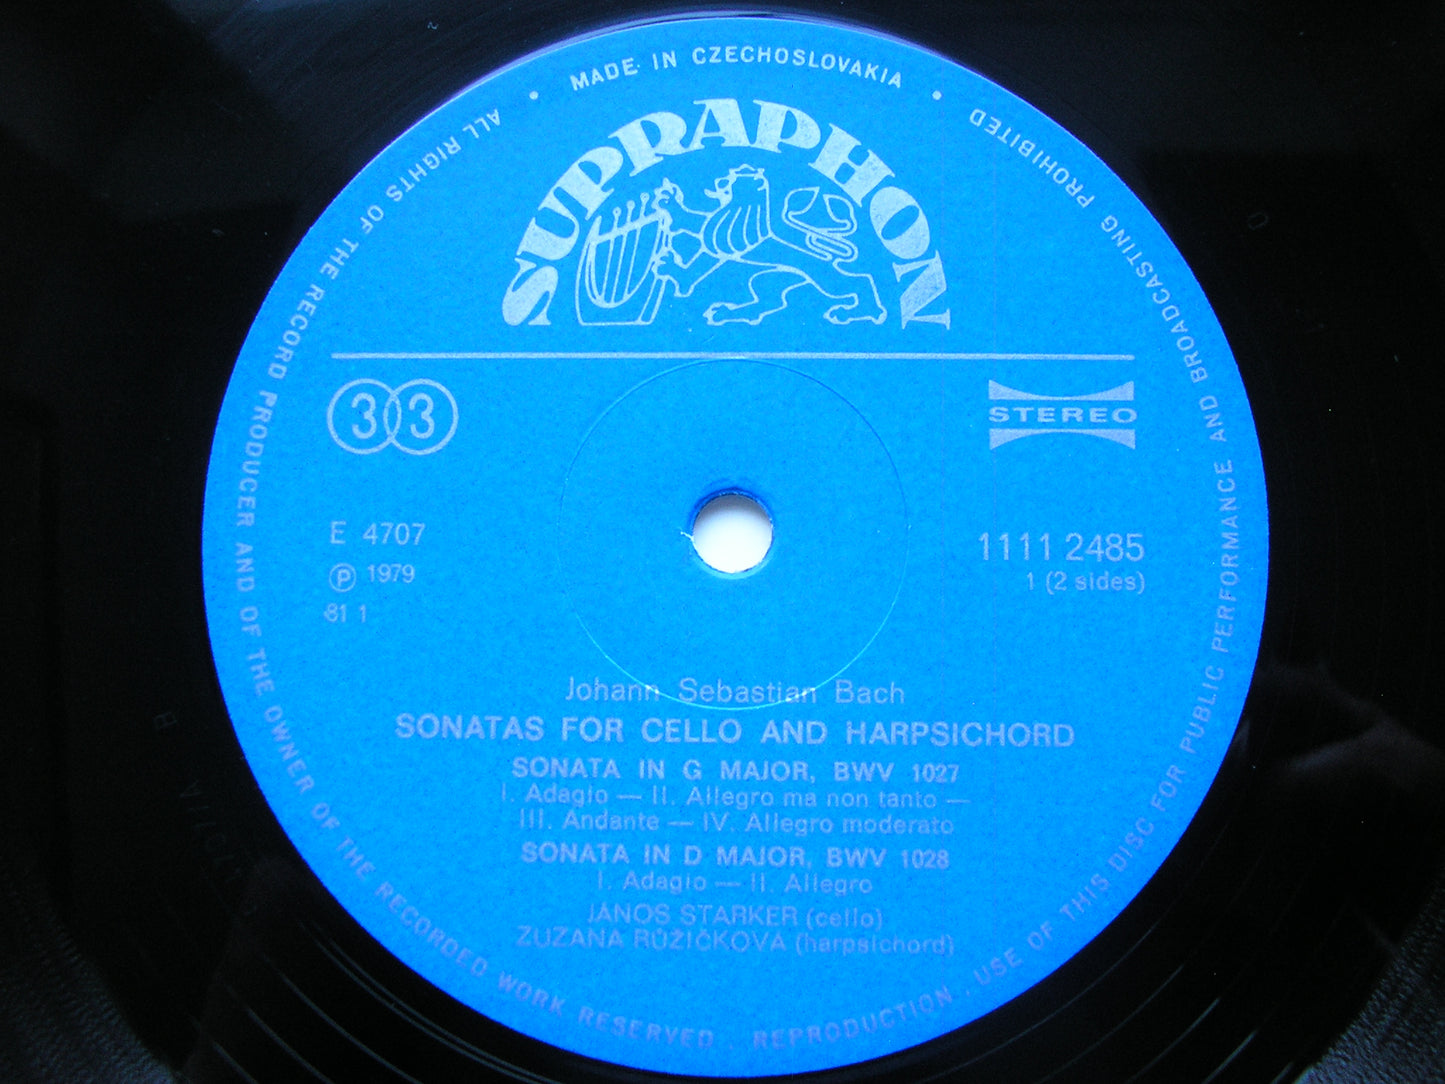 MADE IN CZECHOSLOVAKIA
SUPRAPHON
33
STEREO
E 4707
Ⓟ 1979
81 1
1111 2485
1 (2 sides)
Johann Sebastian Bach
SONATAS FOR CELLO AND HARPSICHORD
SONATA IN G MAJOR, BWV 1027
I. Adagio — II. Allegro ma non tanto —
III. Andante — IV. Allegro moderato
SONATA IN D MAJOR, BWV 1028
I. Adagio — II. Allegro
JÁNOS STARKER (cello)
ZUZANA RŮŽIČKOVÁ (harpsichord)
ALL RIGHTS OF THE RECORD PRODUCER AND OF THE OWNER OF THE RECORDED WORK RESERVED . REPRODUCTION . USE OF THIS DISC FOR PUBLIC PERFORMANCE AND BROADCASTING PROHIBITED